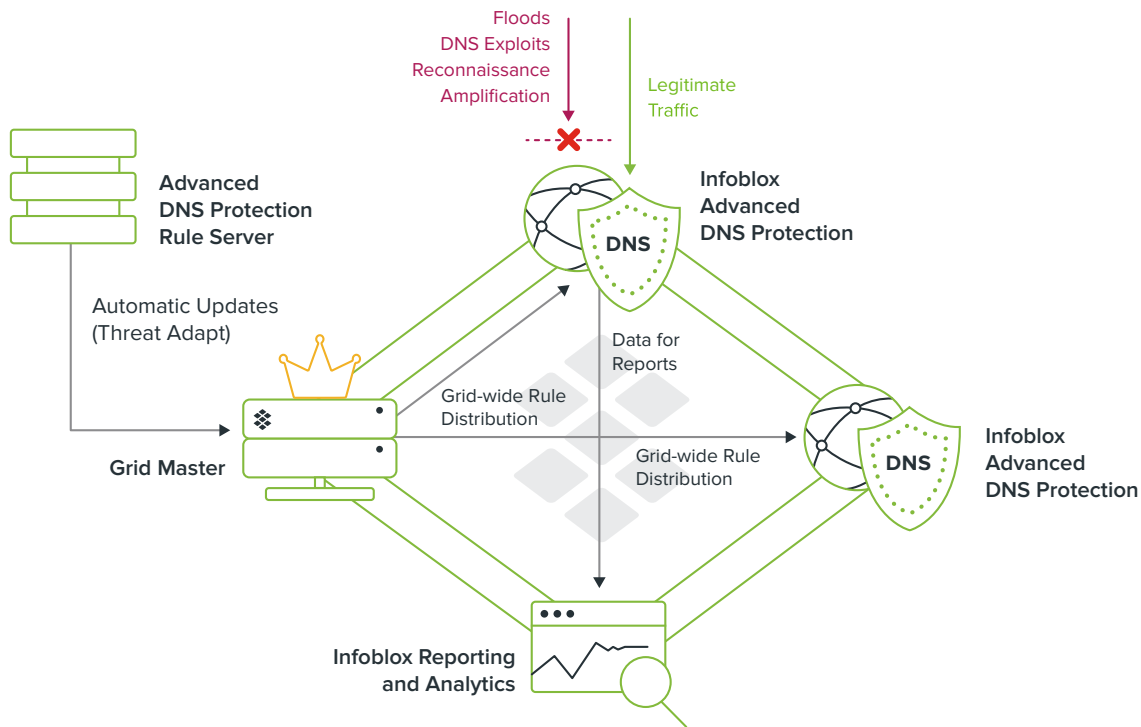 Floods
DNS Exploits
Reconnaissance
Amplification
Legitimate
Traffic
Advanced
DNS Protection
Rule Server
Infoblox
Advanced
DNS Protection
DNS
Automatic Updates
(Threat Adapt)
Data for
Reports
Grid-wide Rule
Distribution
Grid Master
Grid-wide Rule
Distribution
DNS
Infoblox
Advanced
DNS Protection
Infoblox Reporting
and Analytics